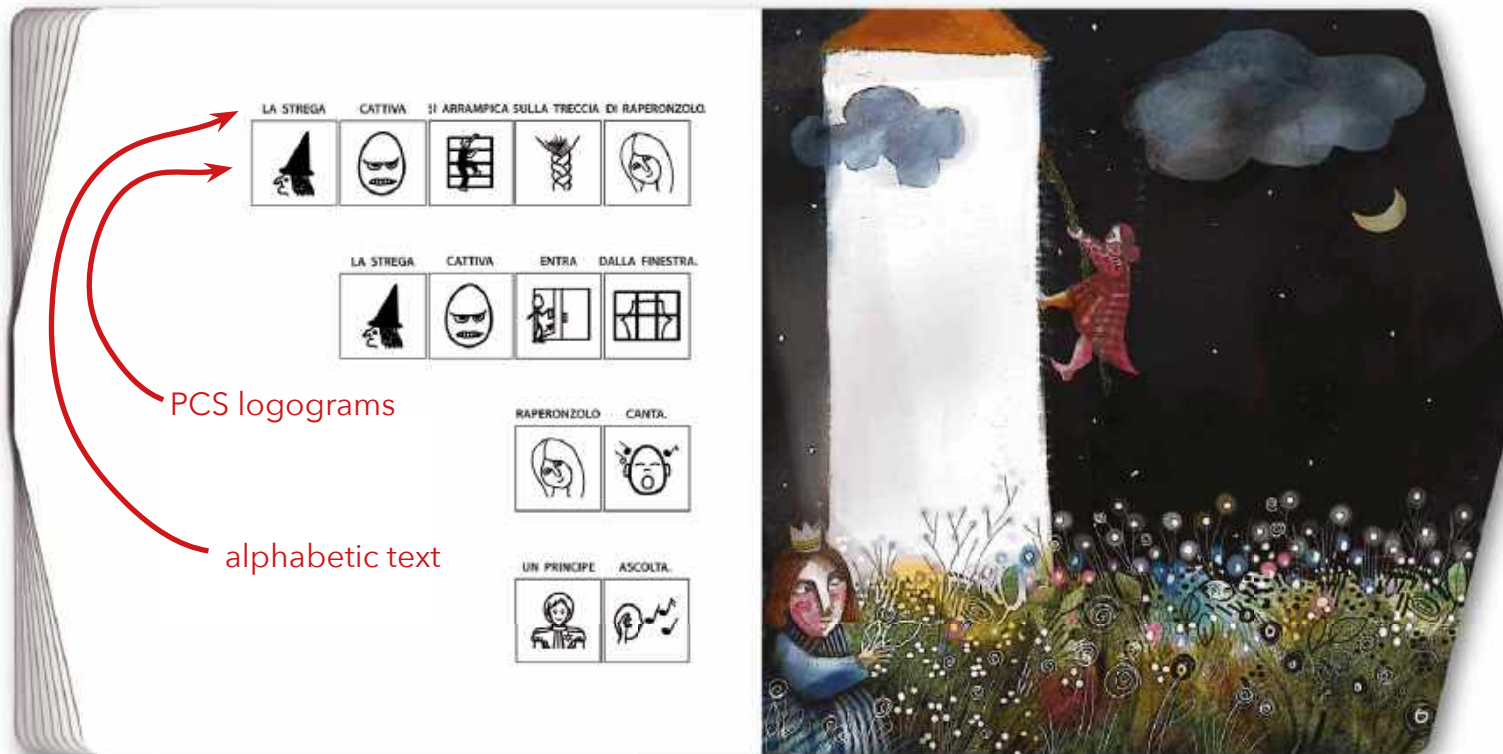 LA STREGA CATTIVA SI ARRAMPICA SULLA TRECCIA DI RAPERONZOLO.
LA STREGA CATTIVA ENTRA DALLA FINESTRA.
PCS logograms
RAPERONZOLO CANTA.
alphabetic text
UN PRINCIPE ASCOLTA.